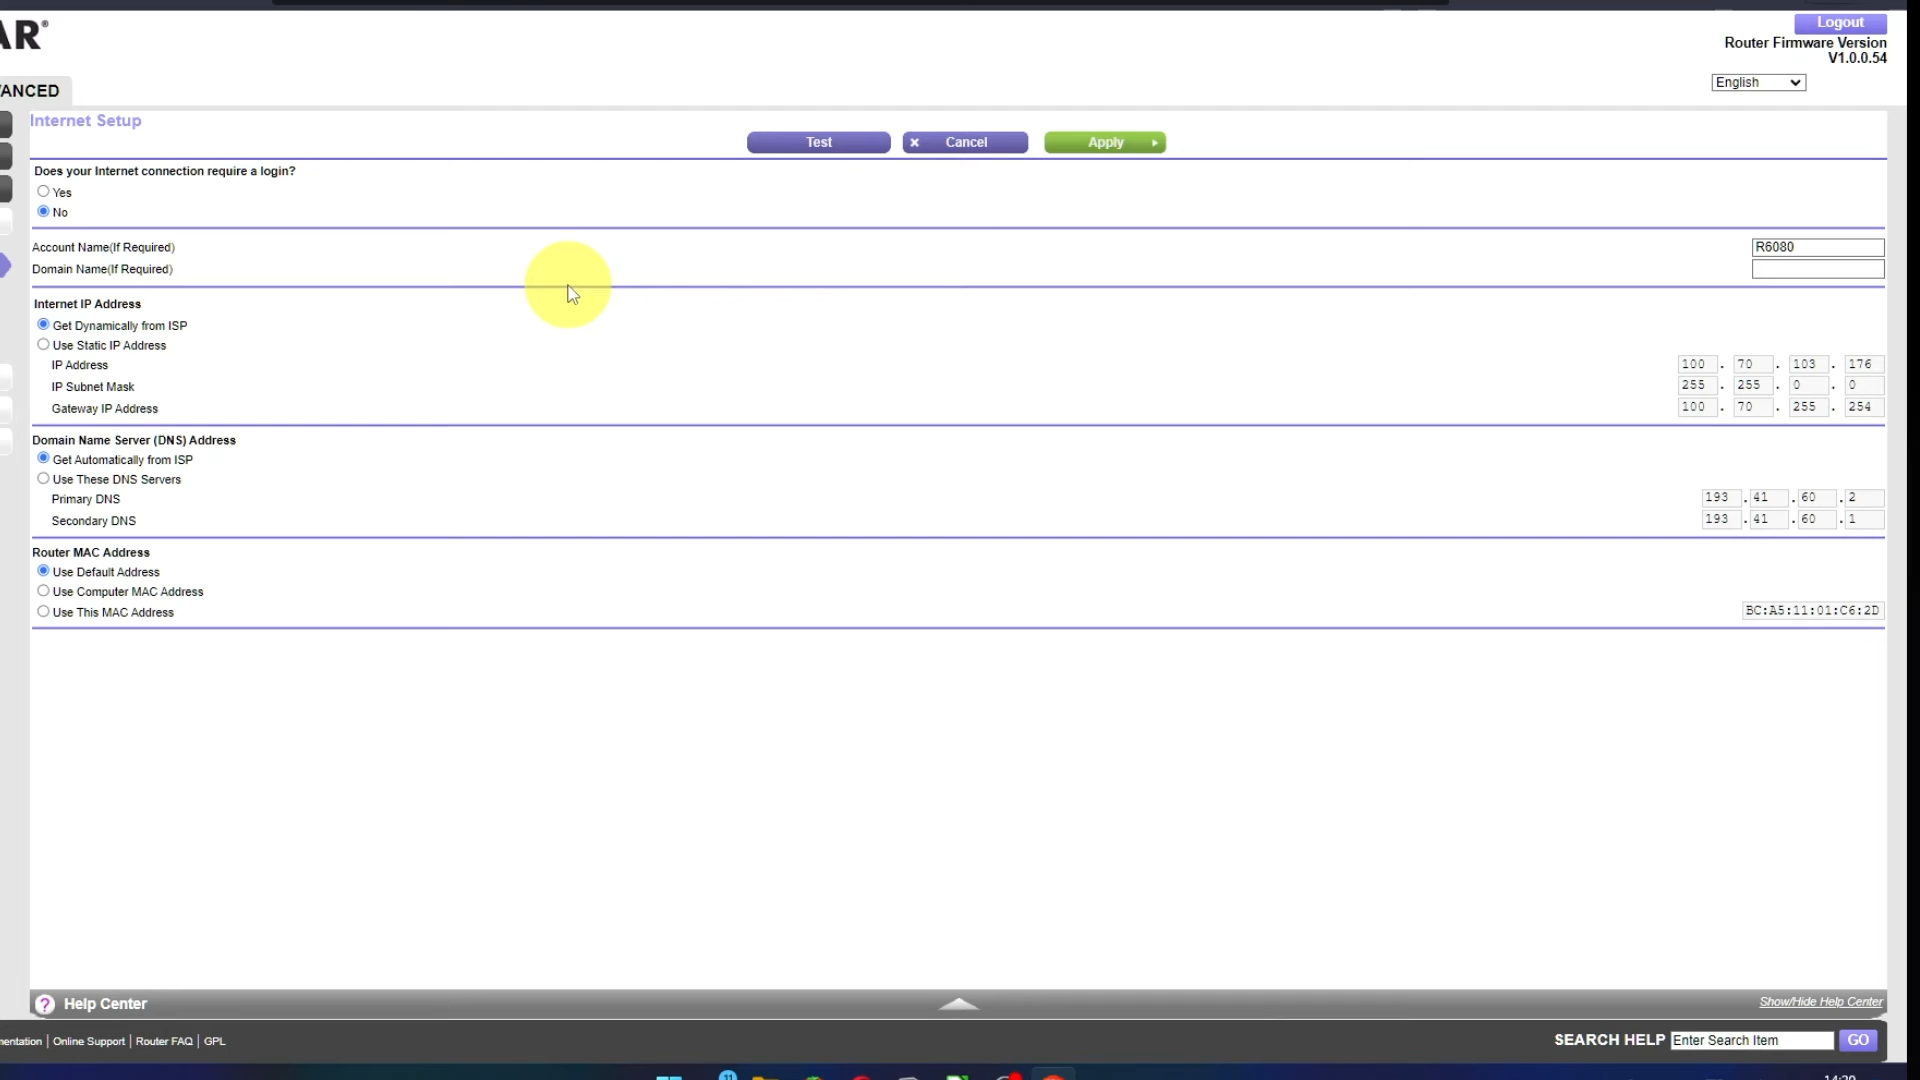 AR®
Logout
Router Firmware Version
V1.0.0.54
English
VANCED
Internet Setup
Test
× Cancel
Apply
Does your Internet connection require a login?
Yes
No
Account Name(If Required) R6080
Domain Name(If Required)
Internet IP Address
Get Dynamically from ISP
Use Static IP Address
IP Address 100 . 70 . 103 . 176
IP Subnet Mask 255 . 255 . 0 . 0
Gateway IP Address 100 . 70 . 255 . 254
Domain Name Server (DNS) Address
Get Automatically from ISP
Use These DNS Servers
Primary DNS 193 . 41 . 60 . 2
Secondary DNS 193 . 41 . 60 . 1
Router MAC Address
Use Default Address
Use Computer MAC Address
Use This MAC Address BC:A5:11:01:C6:2D
? Help Center
Show/Hide Help Center
mentation | Online Support | Router FAQ | GPL
SEARCH HELP Enter Search Item GO
11